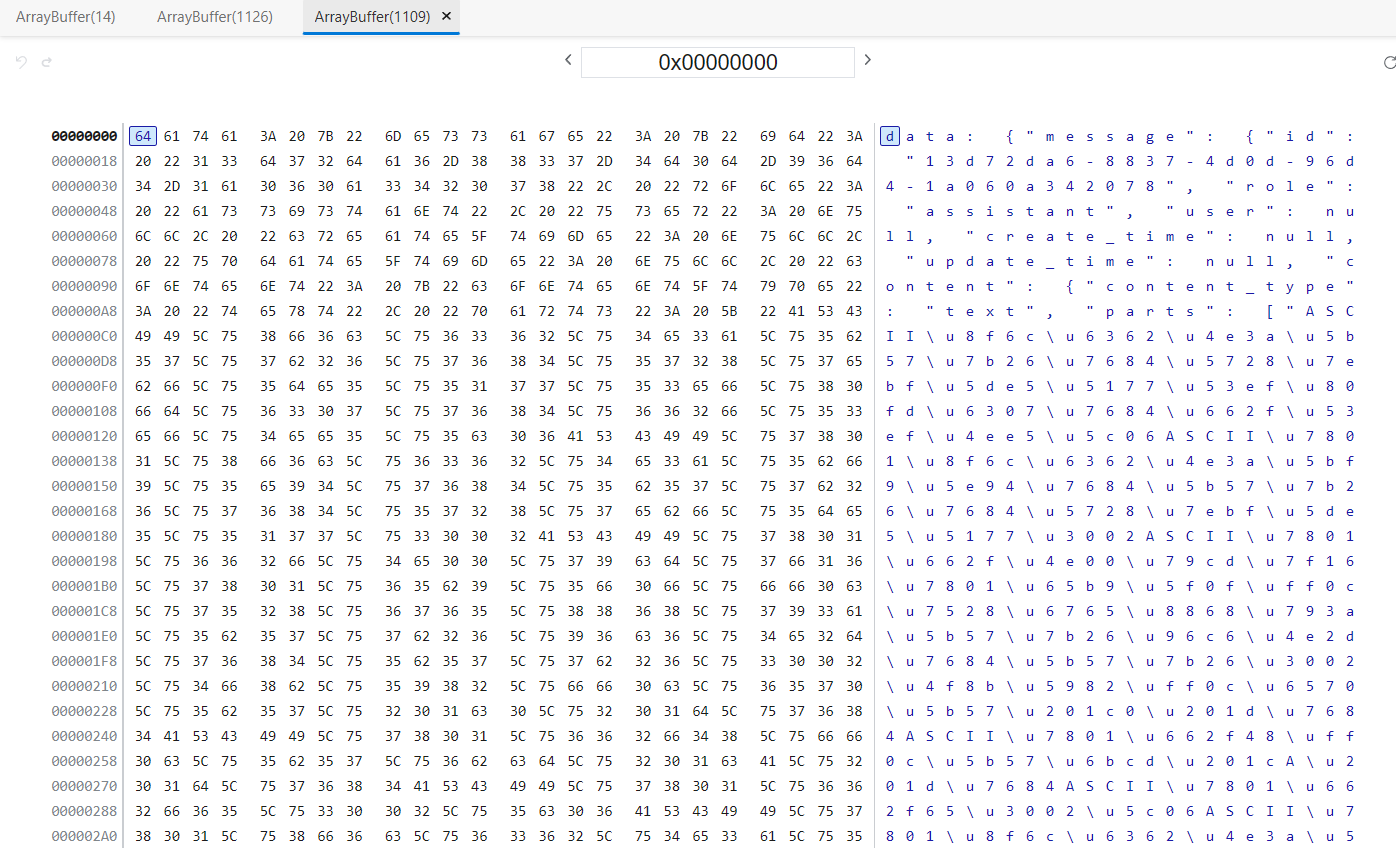 ArrayBuffer(14) ArrayBuffer(1126) ArrayBuffer(1109) ✕
0x00000000
00000000 64 61 74 61 3A 20 7B 22 6D 65 73 73 61 67 65 22 3A 20 7B 22 69 64 22 3A data: {"message": {"id":
00000018 20 22 31 33 64 37 32 64 61 36 2D 38 38 33 37 2D 34 64 30 64 2D 39 36 64 "13d72da6-8837-4d0d-96d
00000030 34 2D 31 61 30 36 30 61 33 34 32 30 37 38 22 2C 20 22 72 6F 6C 65 22 3A 4-1a060a342078", "role":
00000048 20 22 61 73 73 69 73 74 61 6E 74 22 2C 20 22 75 73 65 72 22 3A 20 6E 75 "assistant", "user": nu
00000060 6C 6C 2C 20 22 63 72 65 61 74 65 5F 74 69 6D 65 22 3A 20 6E 75 6C 6C 2C ll, "create_time": null,
00000078 20 22 75 70 64 61 74 65 5F 74 69 6D 65 22 3A 20 6E 75 6C 6C 2C 20 22 63 "update_time": null, "c
00000090 6F 6E 74 65 6E 74 22 3A 20 7B 22 63 6F 6E 74 65 6E 74 5F 74 79 70 65 22 ontent": {"content_type"
000000A8 3A 20 22 74 65 78 74 22 2C 20 22 70 61 72 74 73 22 3A 20 5B 22 41 53 43 : "text", "parts": ["ASC
000000C0 49 49 5C 75 38 66 36 63 5C 75 36 33 36 32 5C 75 34 65 33 61 5C 75 35 62 II\u8f6c\u6362\u4e3a\u5b
000000D8 35 37 5C 75 37 62 32 36 5C 75 37 36 38 34 5C 75 35 37 32 38 5C 75 37 65 57\u7b26\u7684\u5728\u7e
000000F0 62 66 5C 75 35 64 65 35 5C 75 35 31 37 37 5C 75 35 33 65 66 5C 75 38 30 bf\u5de5\u5177\u53ef\u80
00000108 66 64 5C 75 36 33 30 37 5C 75 37 36 38 34 5C 75 36 36 32 66 5C 75 35 33 fd\u6307\u7684\u662f\u53
00000120 65 66 5C 75 34 65 65 35 5C 75 35 63 30 36 41 53 43 49 49 5C 75 37 38 30 ef\u4ee5\u5c06ASCII\u780
00000138 31 5C 75 38 66 36 63 5C 75 36 33 36 32 5C 75 34 65 33 61 5C 75 35 62 66 1\u8f6c\u6362\u4e3a\u5bf
00000150 39 5C 75 35 65 39 34 5C 75 37 36 38 34 5C 75 35 62 35 37 5C 75 37 62 32 9\u5e94\u7684\u5b57\u7b2
00000168 36 5C 75 37 36 38 34 5C 75 35 37 32 38 5C 75 37 65 62 66 5C 75 35 64 65 6\u7684\u5728\u7ebf\u5de
00000180 35 5C 75 35 31 37 37 5C 75 33 30 30 32 41 53 43 49 49 5C 75 37 38 30 31 5\u5177\u3002ASCII\u7801
00000198 5C 75 36 36 32 66 5C 75 34 65 30 30 5C 75 37 39 63 64 5C 75 37 66 31 36 \u662f\u4e00\u79cd\u7f16
000001B0 5C 75 37 38 30 31 5C 75 36 35 62 39 5C 75 35 66 30 66 5C 75 66 66 30 63 \u7801\u65b9\u5f0f\uff0c
000001C8 5C 75 37 35 32 38 5C 75 36 37 36 35 5C 75 38 38 36 38 5C 75 37 39 33 61 \u7528\u6765\u8868\u793a
000001E0 5C 75 35 62 35 37 5C 75 37 62 32 36 5C 75 39 36 63 36 5C 75 34 65 32 64 \u5b57\u7b26\u96c6\u4e2d
000001F8 5C 75 37 36 38 34 5C 75 35 62 35 37 5C 75 37 62 32 36 5C 75 33 30 30 32 \u7684\u5b57\u7b26\u3002
00000210 5C 75 34 66 38 62 5C 75 35 39 38 32 5C 75 66 66 30 63 5C 75 36 35 37 30 \u4f8b\u5982\uff0c\u6570
00000228 5C 75 35 62 35 37 5C 75 32 30 31 63 30 5C 75 32 30 31 64 5C 75 37 36 38 \u5b57\u201c0\u201d\u768
00000240 34 41 53 43 49 49 5C 75 37 38 30 31 5C 75 36 36 32 66 34 38 5C 75 66 66 4ASCII\u7801\u662f48\uff
00000258 30 63 5C 75 35 62 35 37 5C 75 36 62 63 64 5C 75 32 30 31 63 41 5C 75 32 0c\u5b57\u6bcd\u201cA\u2
00000270 30 31 64 5C 75 37 36 38 34 41 53 43 49 49 5C 75 37 38 30 31 5C 75 36 36 01d\u7684ASCII\u7801\u66
00000288 32 66 36 35 5C 75 33 30 30 32 5C 75 35 63 30 36 41 53 43 49 49 5C 75 37 2f65\u3002\u5c06ASCII\u7
000002A0 38 30 31 5C 75 38 66 36 63 5C 75 36 33 36 32 5C 75 34 65 33 61 5C 75 35 801\u8f6c\u6362\u4e3a\u5